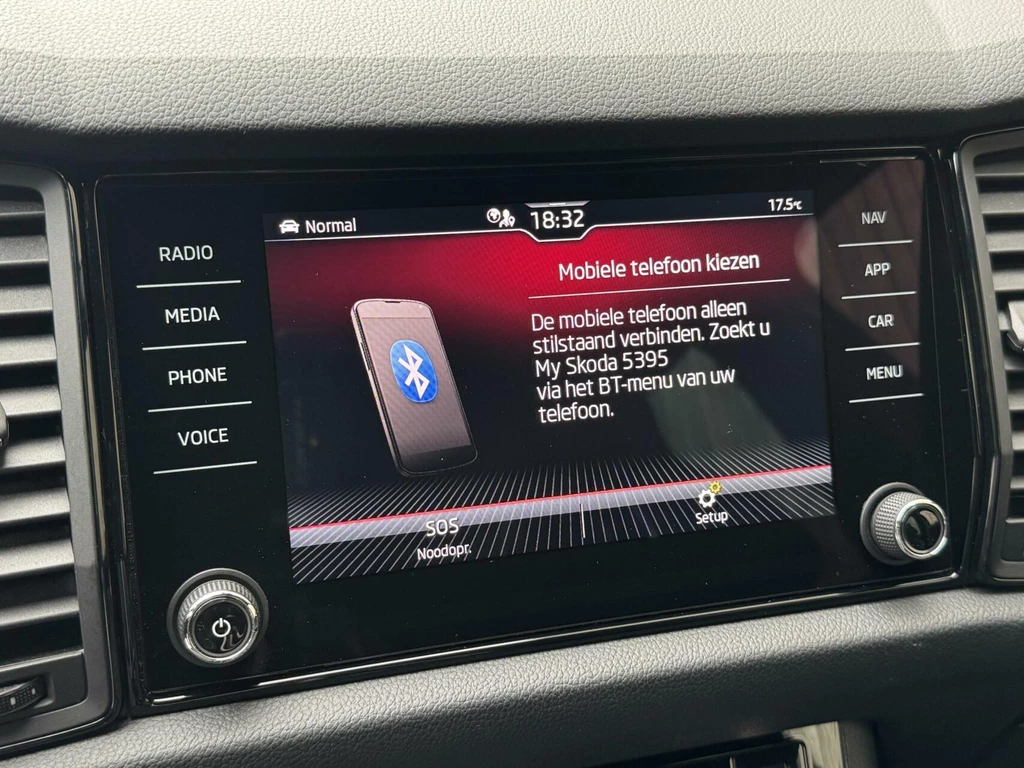 RADIO
MEDIA
PHONE
VOICE
Normal
18:32
17.5°C
Mobiele telefoon kiezen
De mobiele telefoon alleen
stilstaand verbinden. Zoekt u
My Skoda 5395
via het BT-menu van uw
telefoon.
SOS
Noodopr.
Setup
NAV
APP
CAR
MENU